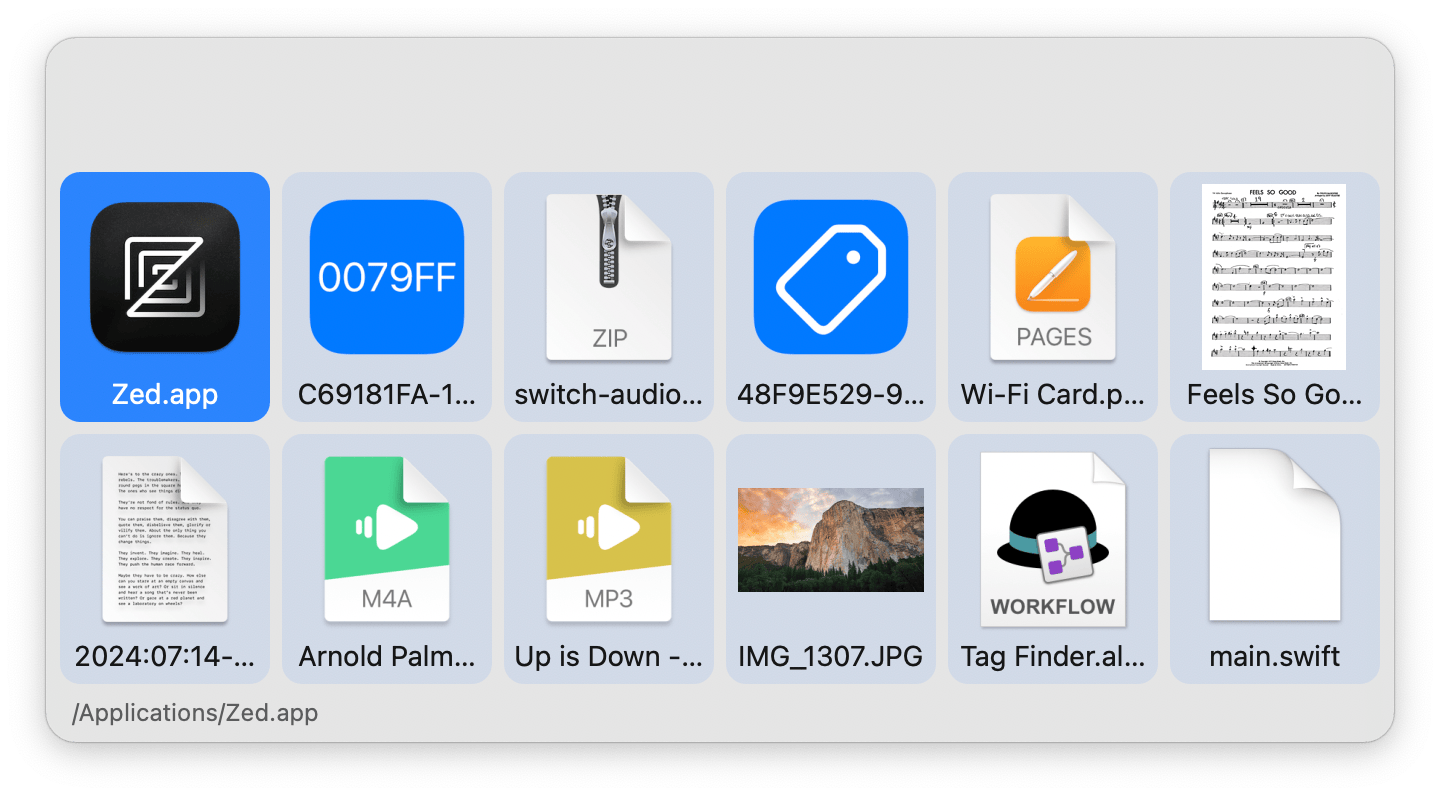 0079FF
ZIP
PAGES
FEELS SO GOOD
Zed.app
C69181FA-1...
switch-audio...
48F9E529-9...
Wi-Fi Card.p...
Feels So Go...
Here's to the crazy ones,
rebels. The troublemakers.
round pegs in the square h
The ones who see things di
They're not fond of rules.
have no respect for the status quo.
You can praise them, disagree with them,
quote them, disbelieve them, glorify or
vilify them. About the only thing you
can't do is ignore them. Because they
change things.
They invent. They imagine. They heal.
They explore. They create. They inspire.
They push the human race forward.
Maybe they have to be crazy. How else
can you stare at an empty canvas and
see a work of art? Or sit in silence
and hear a song that's never been
written? Or gaze at a red planet and
see a laboratory on wheels?
M4A
MP3
WORKFLOW
2024:07:14-...
Arnold Palm...
Up is Down -...
IMG_1307.JPG
Tag Finder.al...
main.swift
/Applications/Zed.app